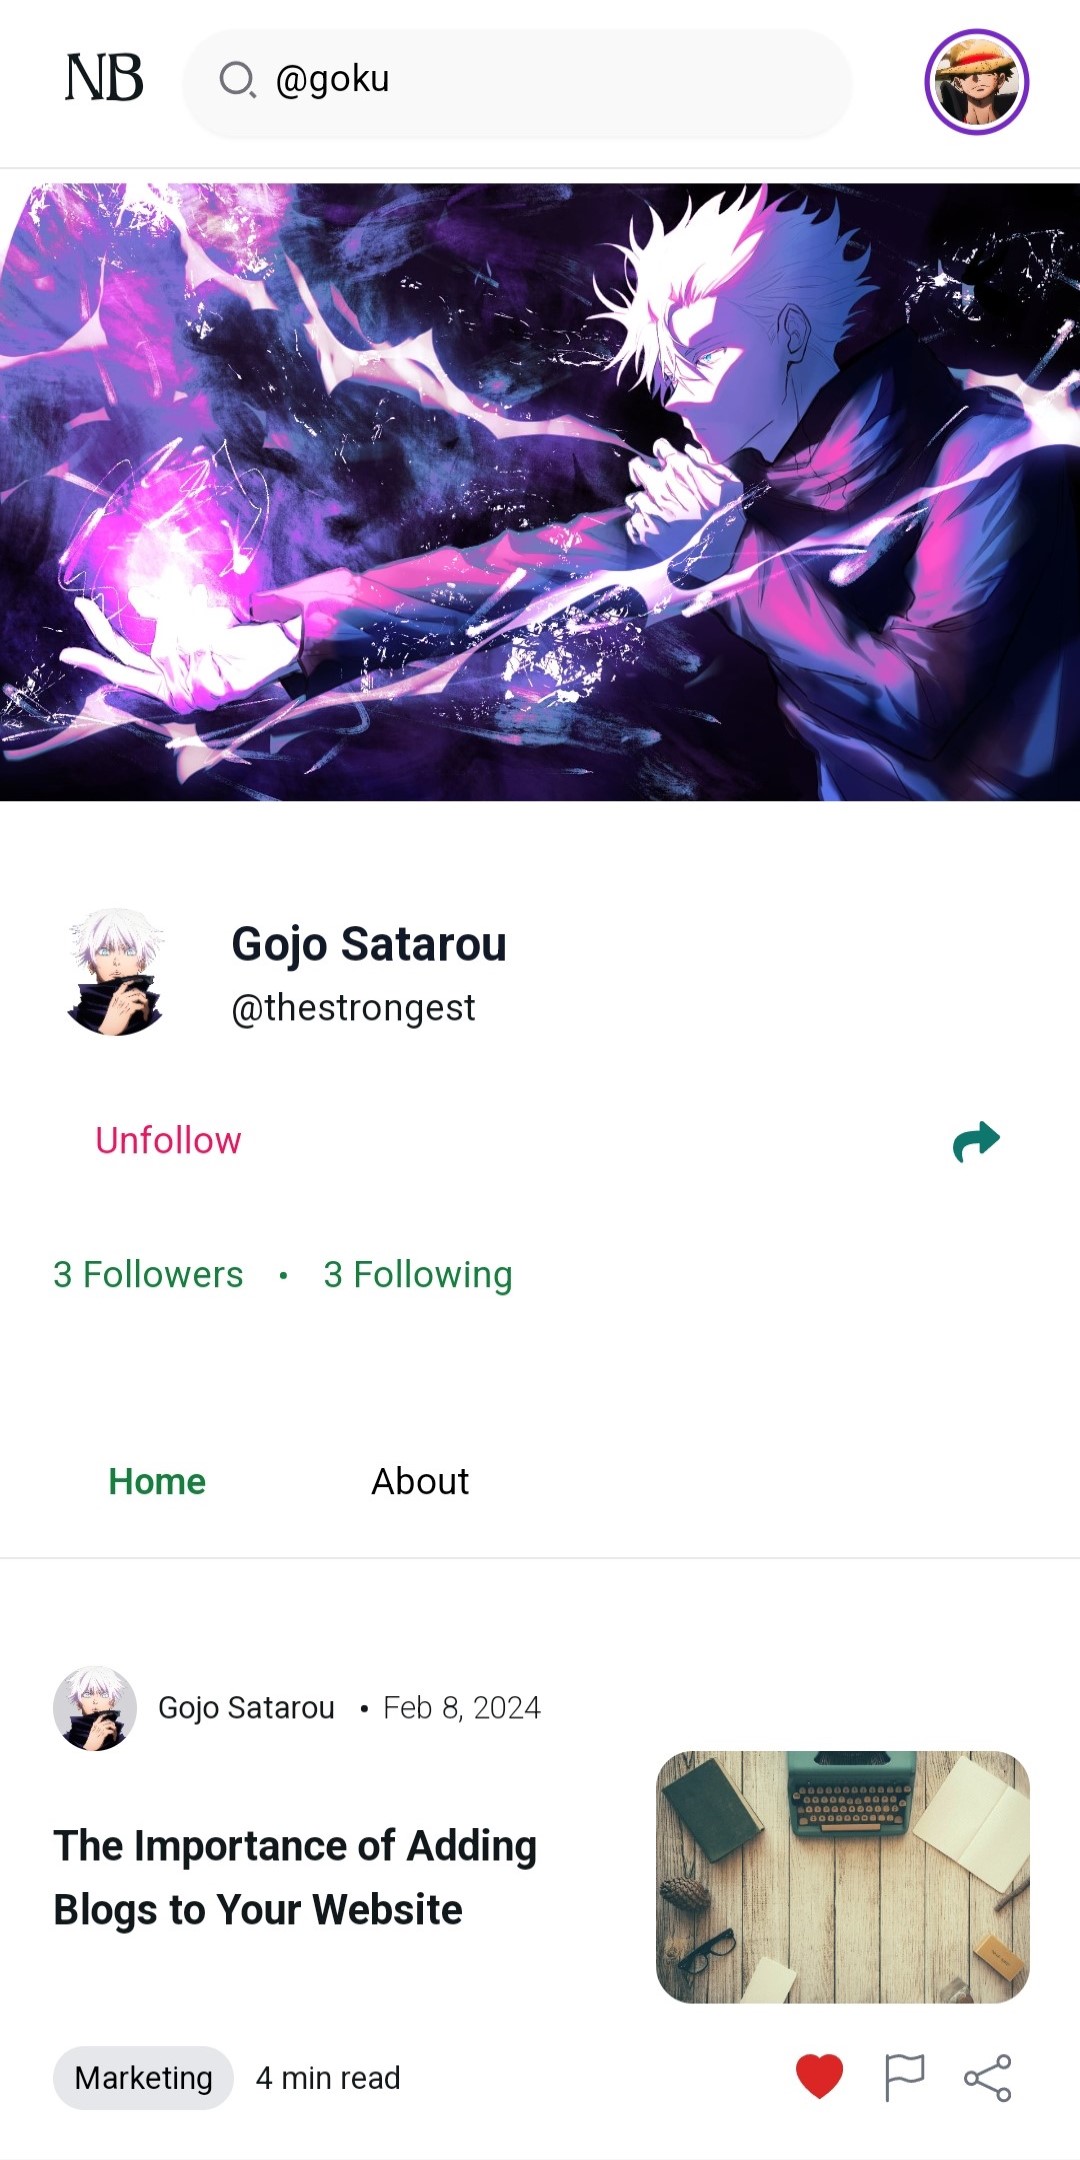 NB
@goku
Gojo Satarou
@thestrongest
Unfollow
3 Followers • 3 Following
Home About
Gojo Satarou • Feb 8, 2024
The Importance of Adding
Blogs to Your Website
Marketing 4 min read